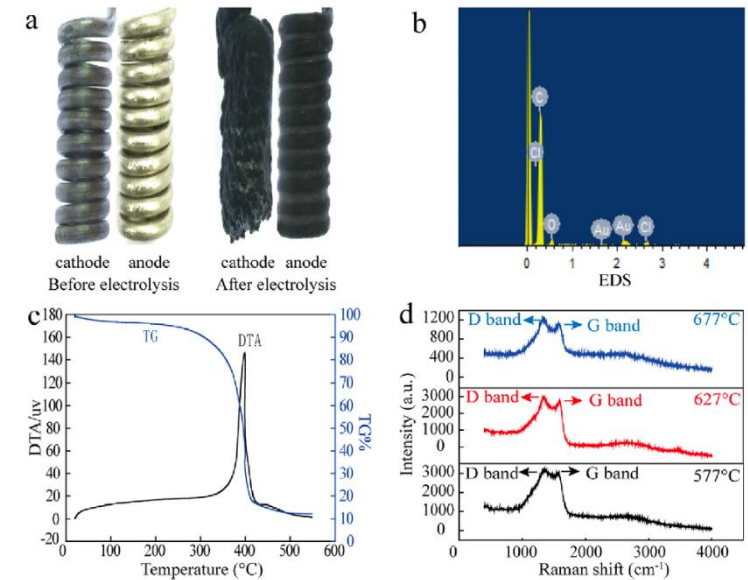 a
cathode anode
Before electrolysis
cathode anode
After electrolysis
b
C
Cl
O
Au
Au
Cl
0 1 2 3 4
EDS
c
180
160
140
120
100
80
60
40
20
0
DTA/uv
TG
DTA
100
90
80
70
60
50
40
30
20
10
0
TG%
0 100 200 300 400 500 600
Temperature (°C)
d
1200
800
400
0
D band
G band
677°C
3000
2000
1000
0
D band
G band
627°C
3000
2000
1000
0
D band
G band
577°C
Intensity (a.u.)
0 1000 2000 3000 4000
Raman shift (cm⁻¹)